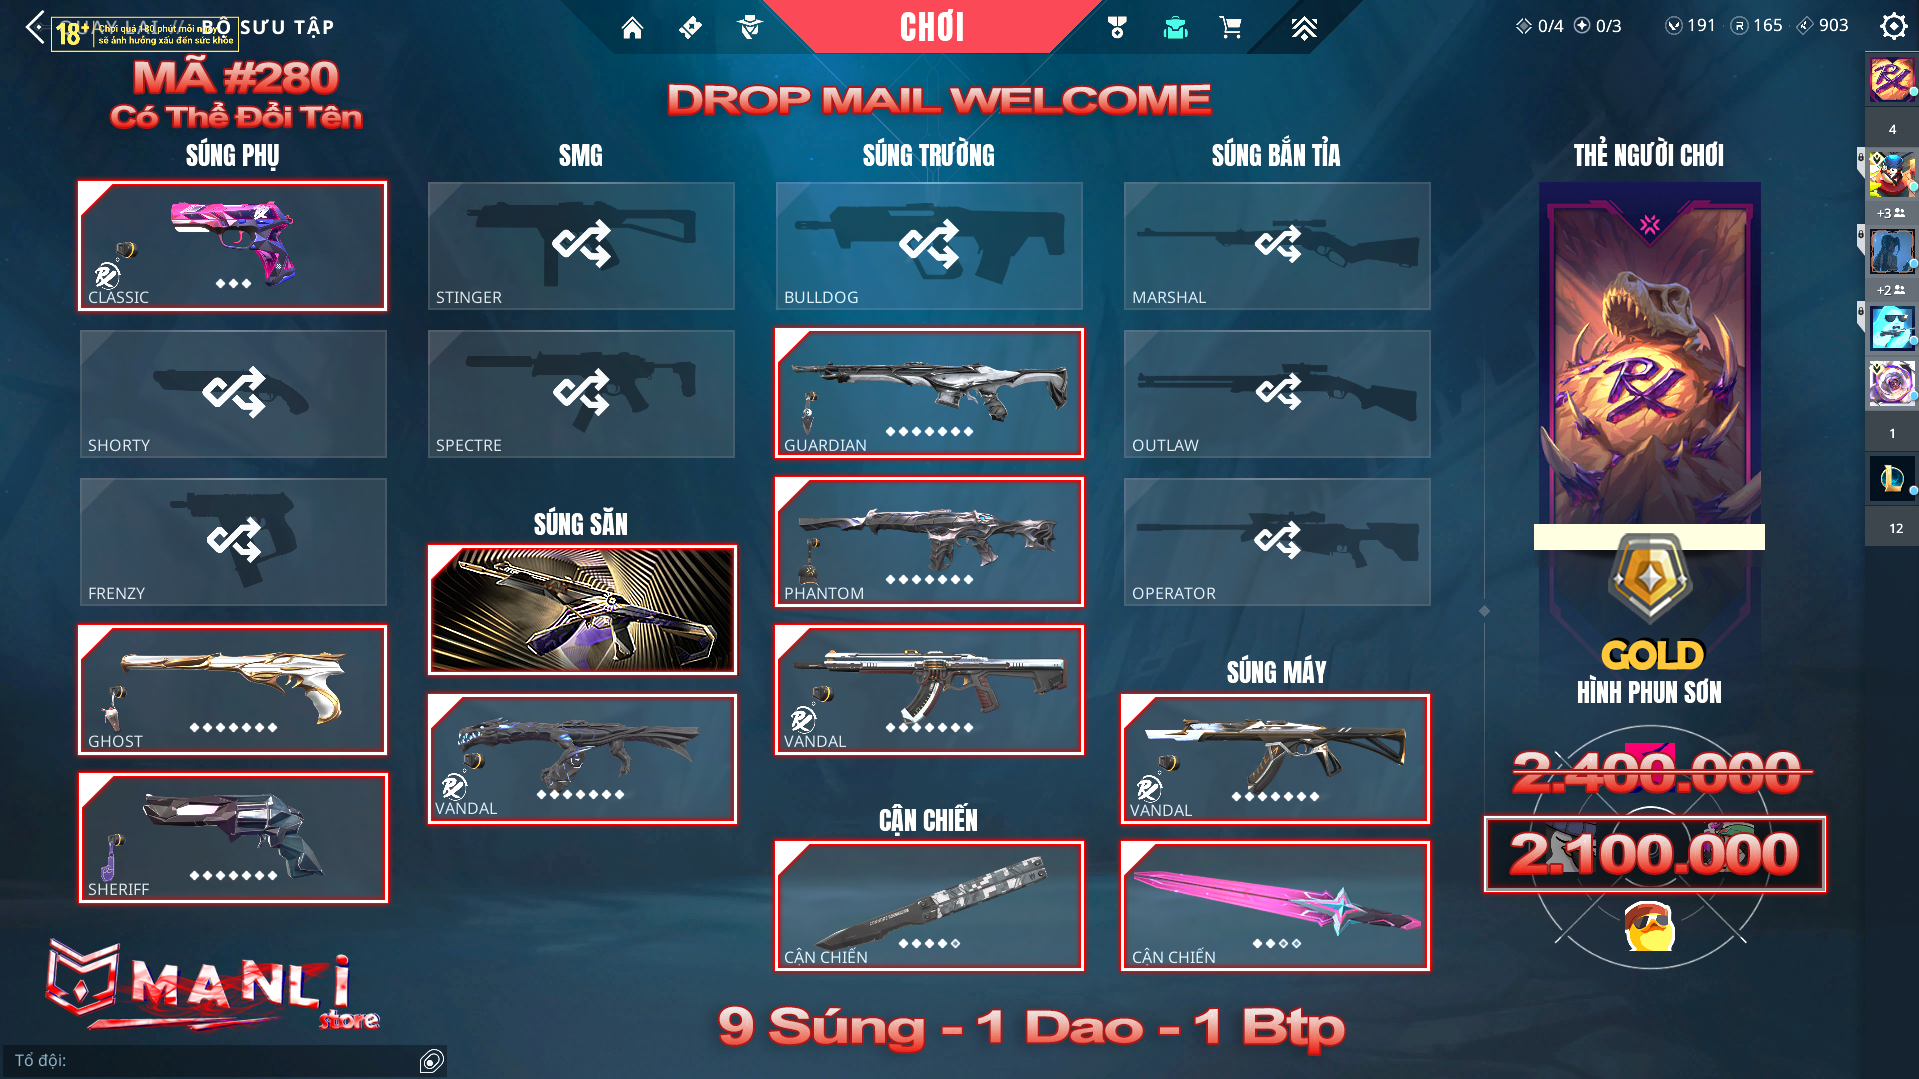 BỘ SƯU TẬP
18+
Chơi quá 180 phút mỗi ngày
sẽ ảnh hưởng xấu đến sức khỏe
CHƠI
0/4
0/3
191
165
903
MÃ #280
Có Thể Đổi Tên
DROP MAIL WELCOME
SÚNG PHỤ
SMG
SÚNG TRƯỜNG
SÚNG BẮN TỈA
THẺ NGƯỜI CHƠI
CLASSIC
STINGER
BULLDOG
MARSHAL
SHORTY
SPECTRE
GUARDIAN
OUTLAW
FRENZY
SÚNG SĂN
PHANTOM
OPERATOR
GHOST
VANDAL
VANDAL
SÚNG MÁY
VANDAL
SHERIFF
CẬN CHIẾN
CẬN CHIẾN
CẬN CHIẾN
RX
GOLD
HÌNH PHUN SƠN
2.400.000
2.100.000
4
+3
+2
1
12
MANLI
store
9 Súng - 1 Dao - 1 Btp
Tổ đội: